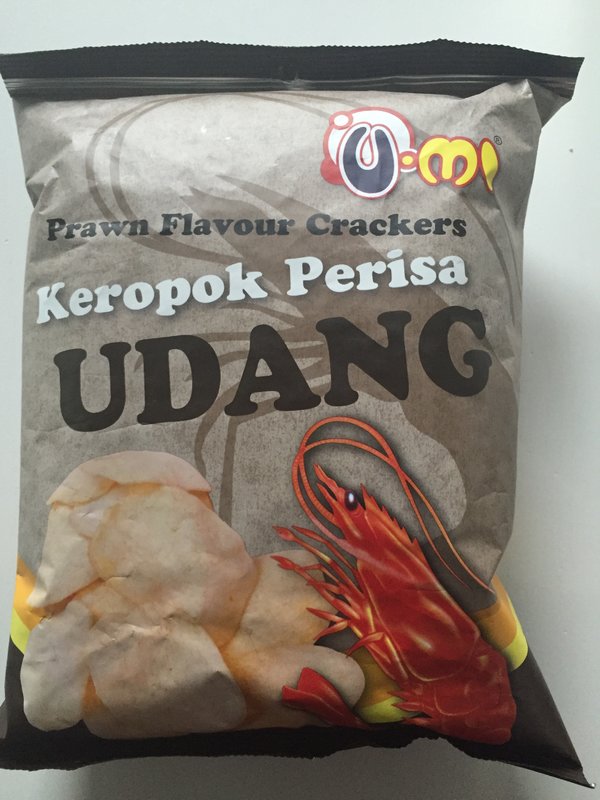 U·mi®
Prawn Flavour Crackers
Keropok Perisa
UDANG